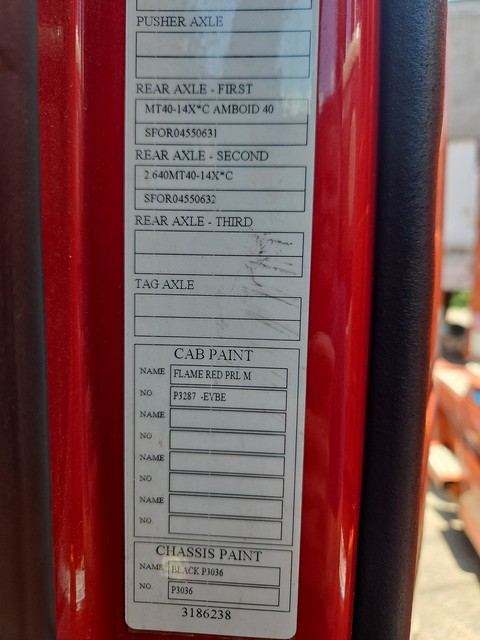 PUSHER AXLE
REAR AXLE - FIRST
MT40-14X*C AMBOID 40
SFOR04550631
REAR AXLE - SECOND
2.640MT40-14X*C
SFOR04550632
REAR AXLE - THIRD
TAG AXLE
CAB PAINT
NAME FLAME RED PRL M
NO P3287 -EVBE
NAME
NO
NAME
NO
NAME
NO
CHASSIS PAINT
NAME BLACK P3036
NO P3036
3186238